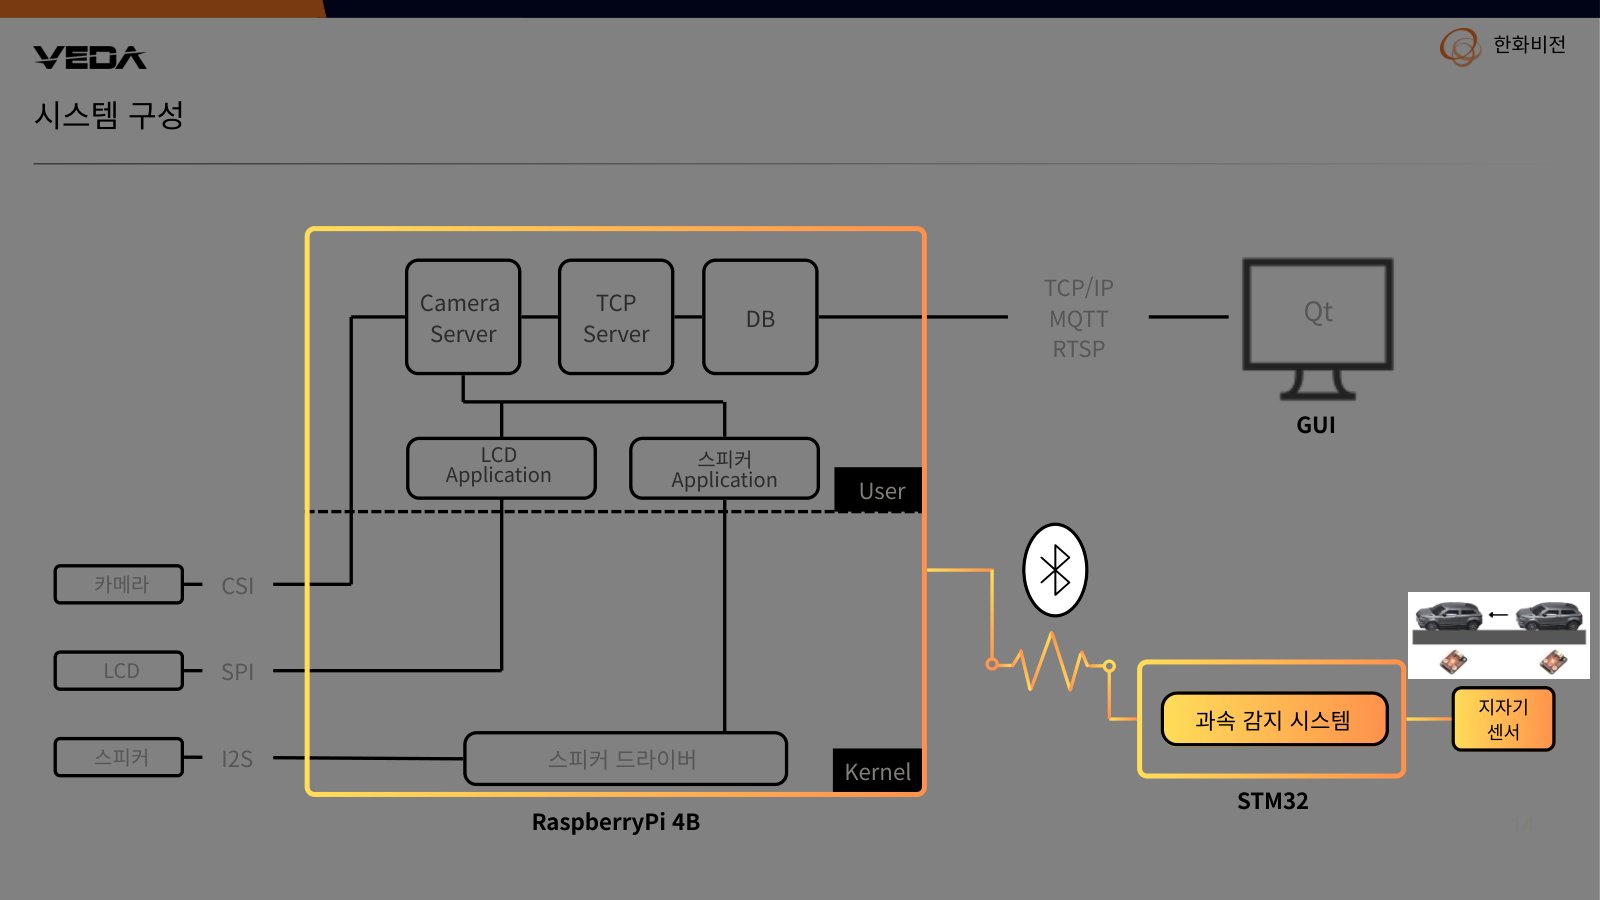 VEDA
한화비전
시스템 구성
Camera
Server
TCP
Server
DB
TCP/IP
MQTT
RTSP
Qt
GUI
LCD
Application
스피커
Application
User
카메라
CSI
LCD
SPI
스피커
I2S
스피커 드라이버
Kernel
RaspberryPi 4B
과속 감지 시스템
STM32
지자기
센서
14